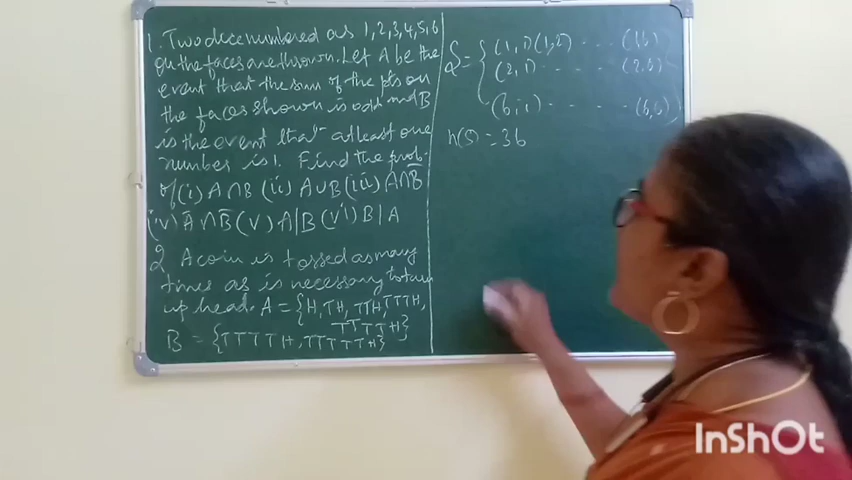 1. Two dice numbered as 1,2,3,4,5,6
on the faces are thrown. Let A be the
event that the sum of the pts on
the faces shown is odd and B
is the event that at least one
number is 1. Find the prob.
of (i) A∩B (ii) A∪B (iii) A∩B̅
(iv) A̅∩B̅ (v) A|B (vi) B|A
2 A coin is tossed as many
times as is necessary to turn
up head. A = {H, TH, TTH, TTTH,
TTTTH}
B = {TTTTH, TTTTTH}
S = { (1,1)(1,2) .... (1,6)
(2,1) ..... (2,6)
(6,1) ...... (6,6)
n(S) = 36
InShOt